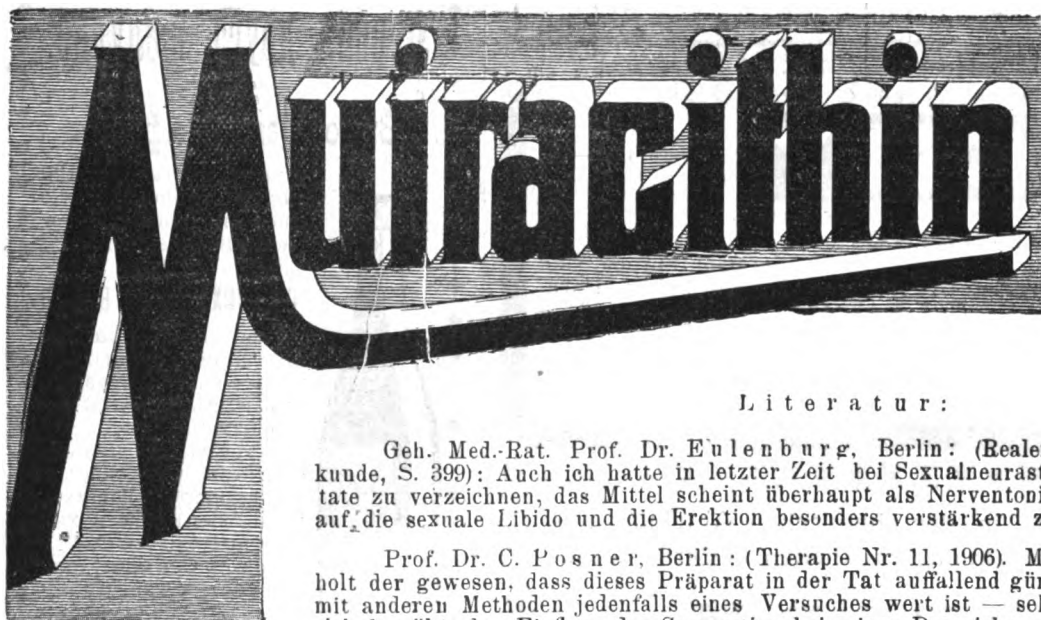 Muiracithin
Literatur:
Geh. Med.-Rat. Prof. Dr. Eulenburg, Berlin: (Reale
kunde, S. 399): Auch ich hatte in letzter Zeit bei Sexualneurast
tate zu verzeichnen, das Mittel scheint überhaupt als Nerventoni
auf die sexuale Libido und die Erektion besonders verstärkend z
Prof. Dr. C. Posner, Berlin: (Therapie Nr. 11, 1906). M
holt der gewesen, dass dieses Präparat in der Tat auffallend gün
mit anderen Methoden jedenfalls eines Versuches wert ist — sel